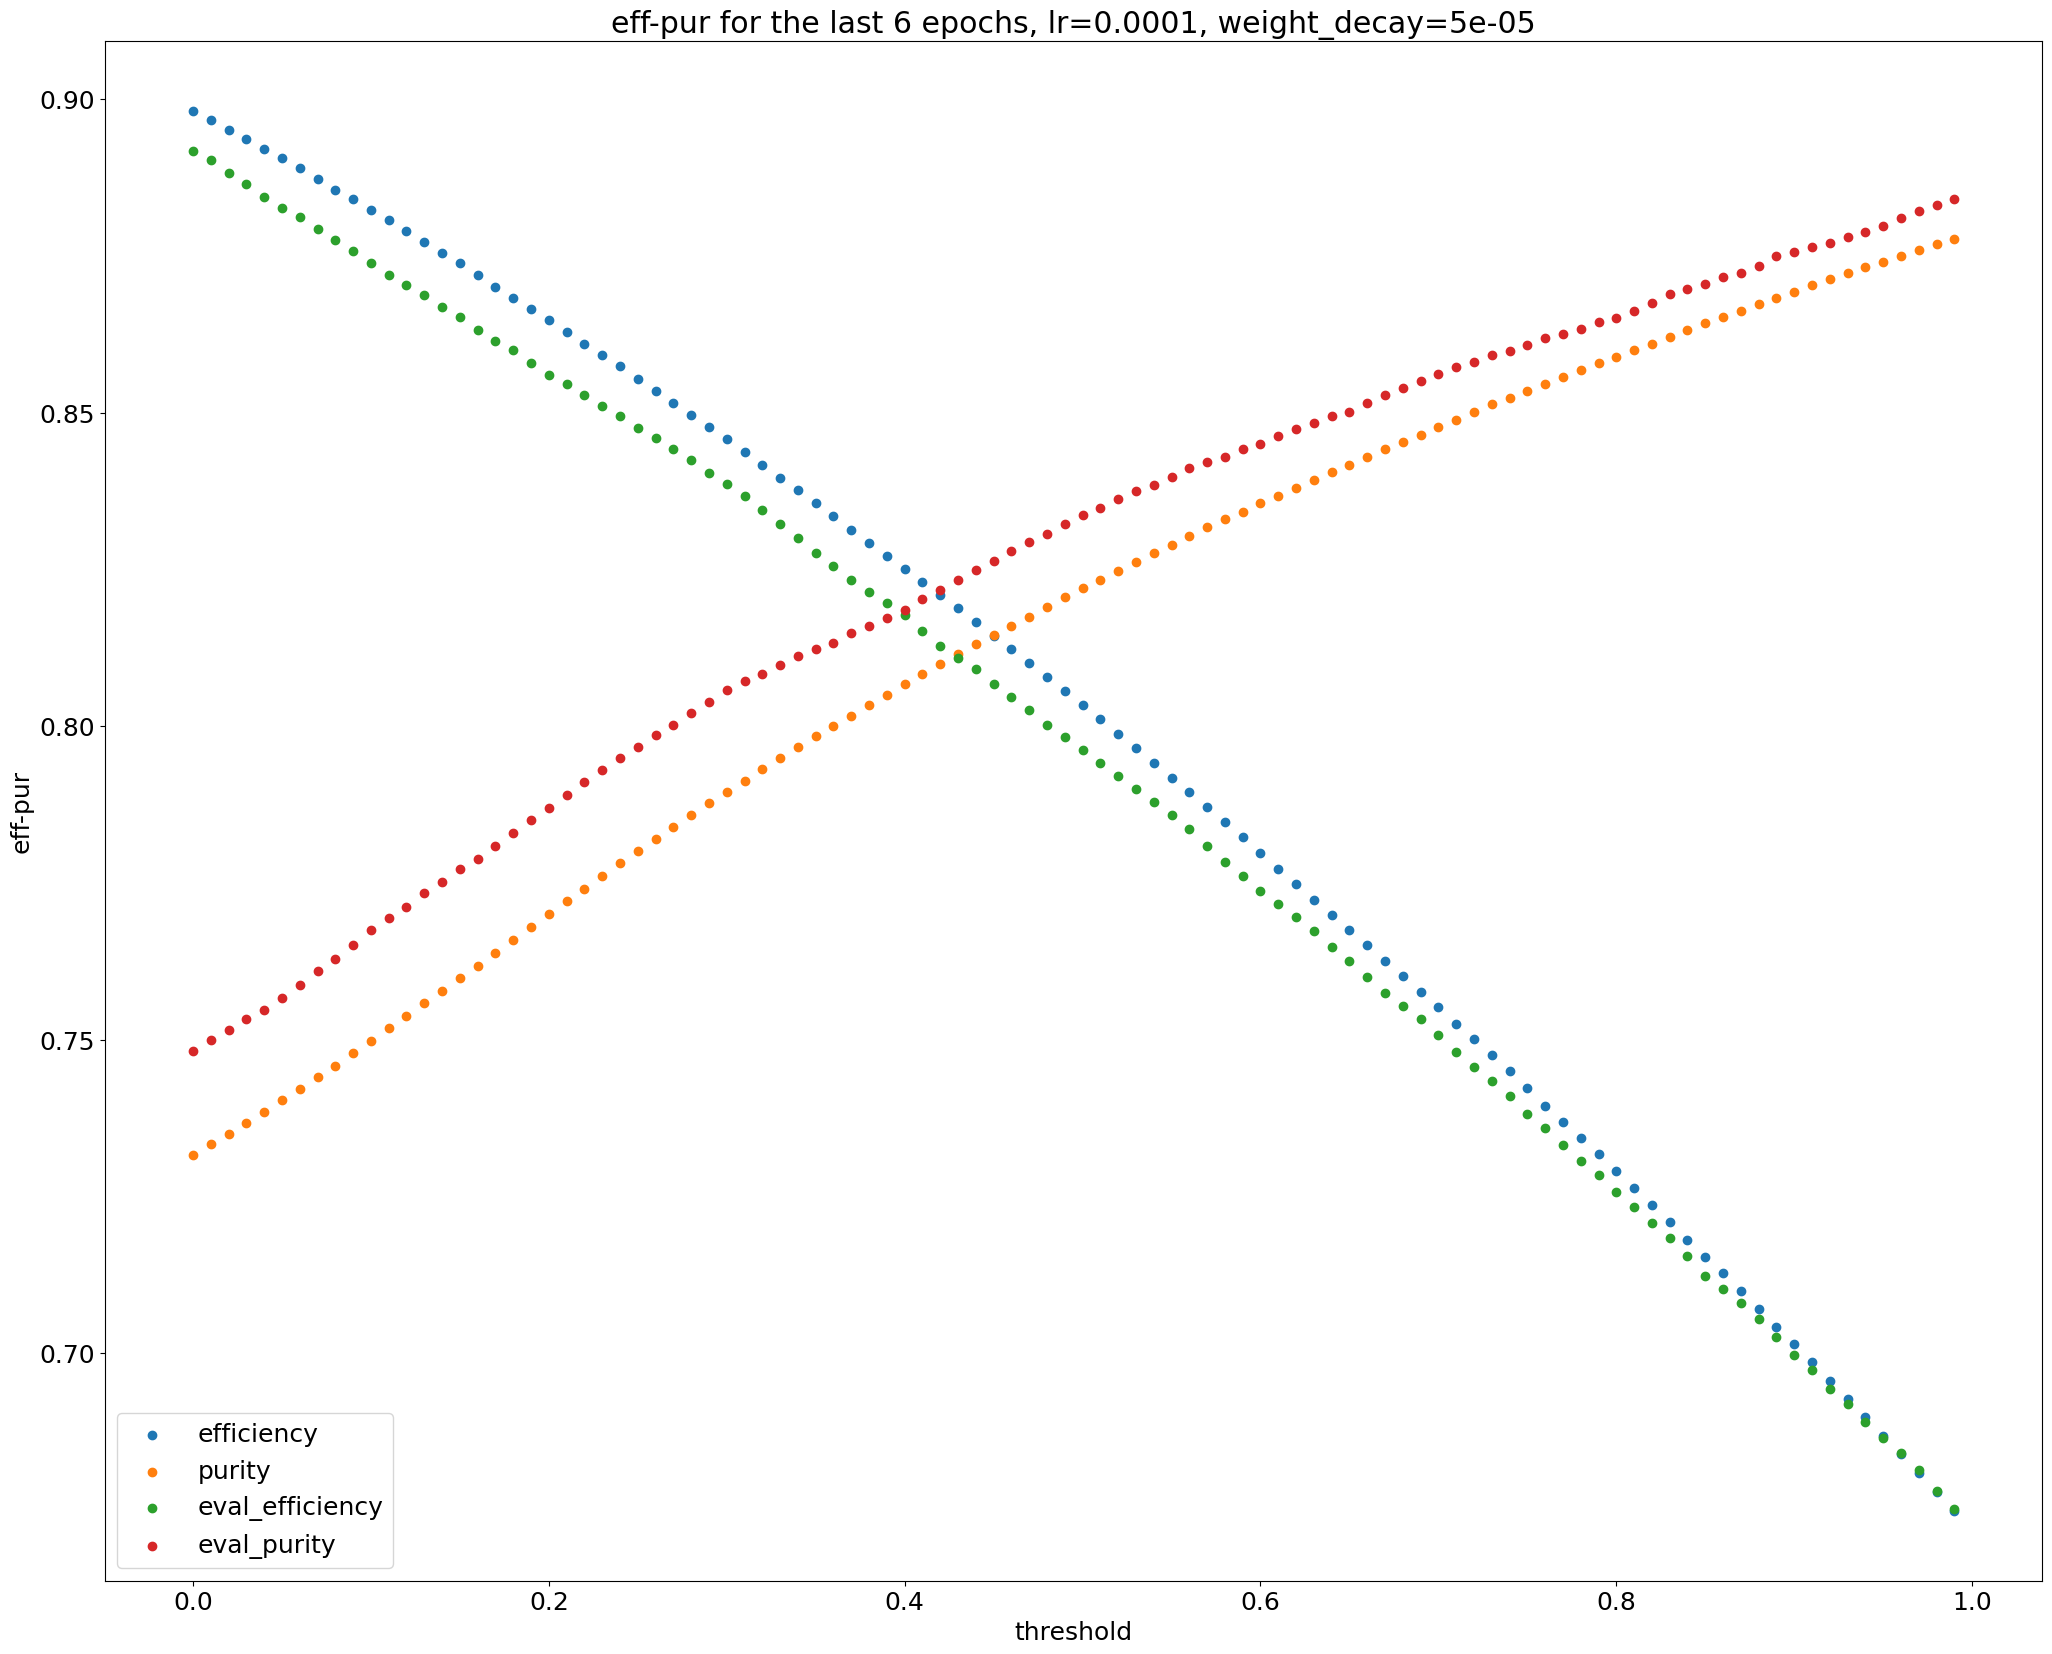 eff-pur for the last 6 epochs, lr=0.0001, weight_decay=5e-05
0.90
0.85
0.80
0.75
0.70
eff-pur
efficiency
purity
eval_efficiency
eval_purity
0.0 0.2 0.4 0.6 0.8 1.0
threshold